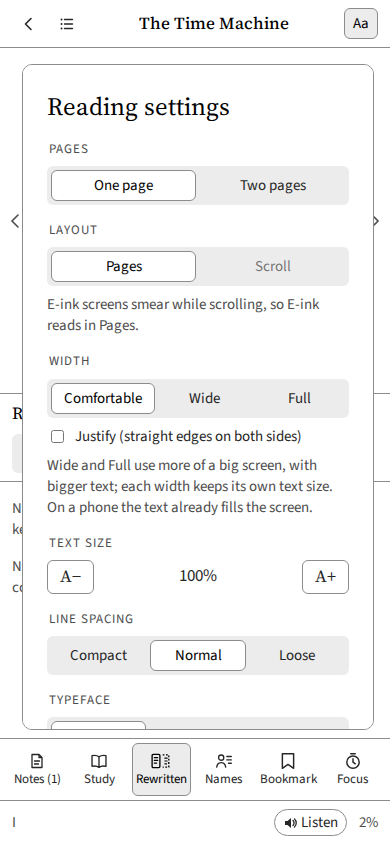 The Time Machine
Aa
Reading settings
PAGES
One page
Two pages
LAYOUT
Pages
Scroll
E-ink screens smear while scrolling, so E-ink
reads in Pages.
WIDTH
Comfortable
Wide
Full
Justify (straight edges on both sides)
Wide and Full use more of a big screen, with
bigger text; each width keeps its own text size.
On a phone the text already fills the screen.
TEXT SIZE
A−
100%
A+
LINE SPACING
Compact
Normal
Loose
TYPEFACE
Notes (1)
Study
Rewritten
Names
Bookmark
Focus
I
Listen
2%